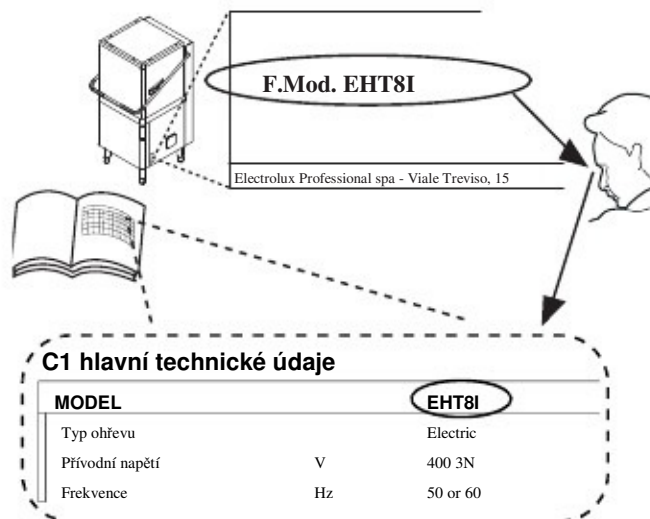 F.Mod. EHT8I
Electrolux Professional spa - Viale Treviso, 15
C1 hlavní technické údaje
MODEL EHT8I
Typ ohřevu Electric
Přívodní napětí V 400 3N
Frekvence Hz 50 or 60